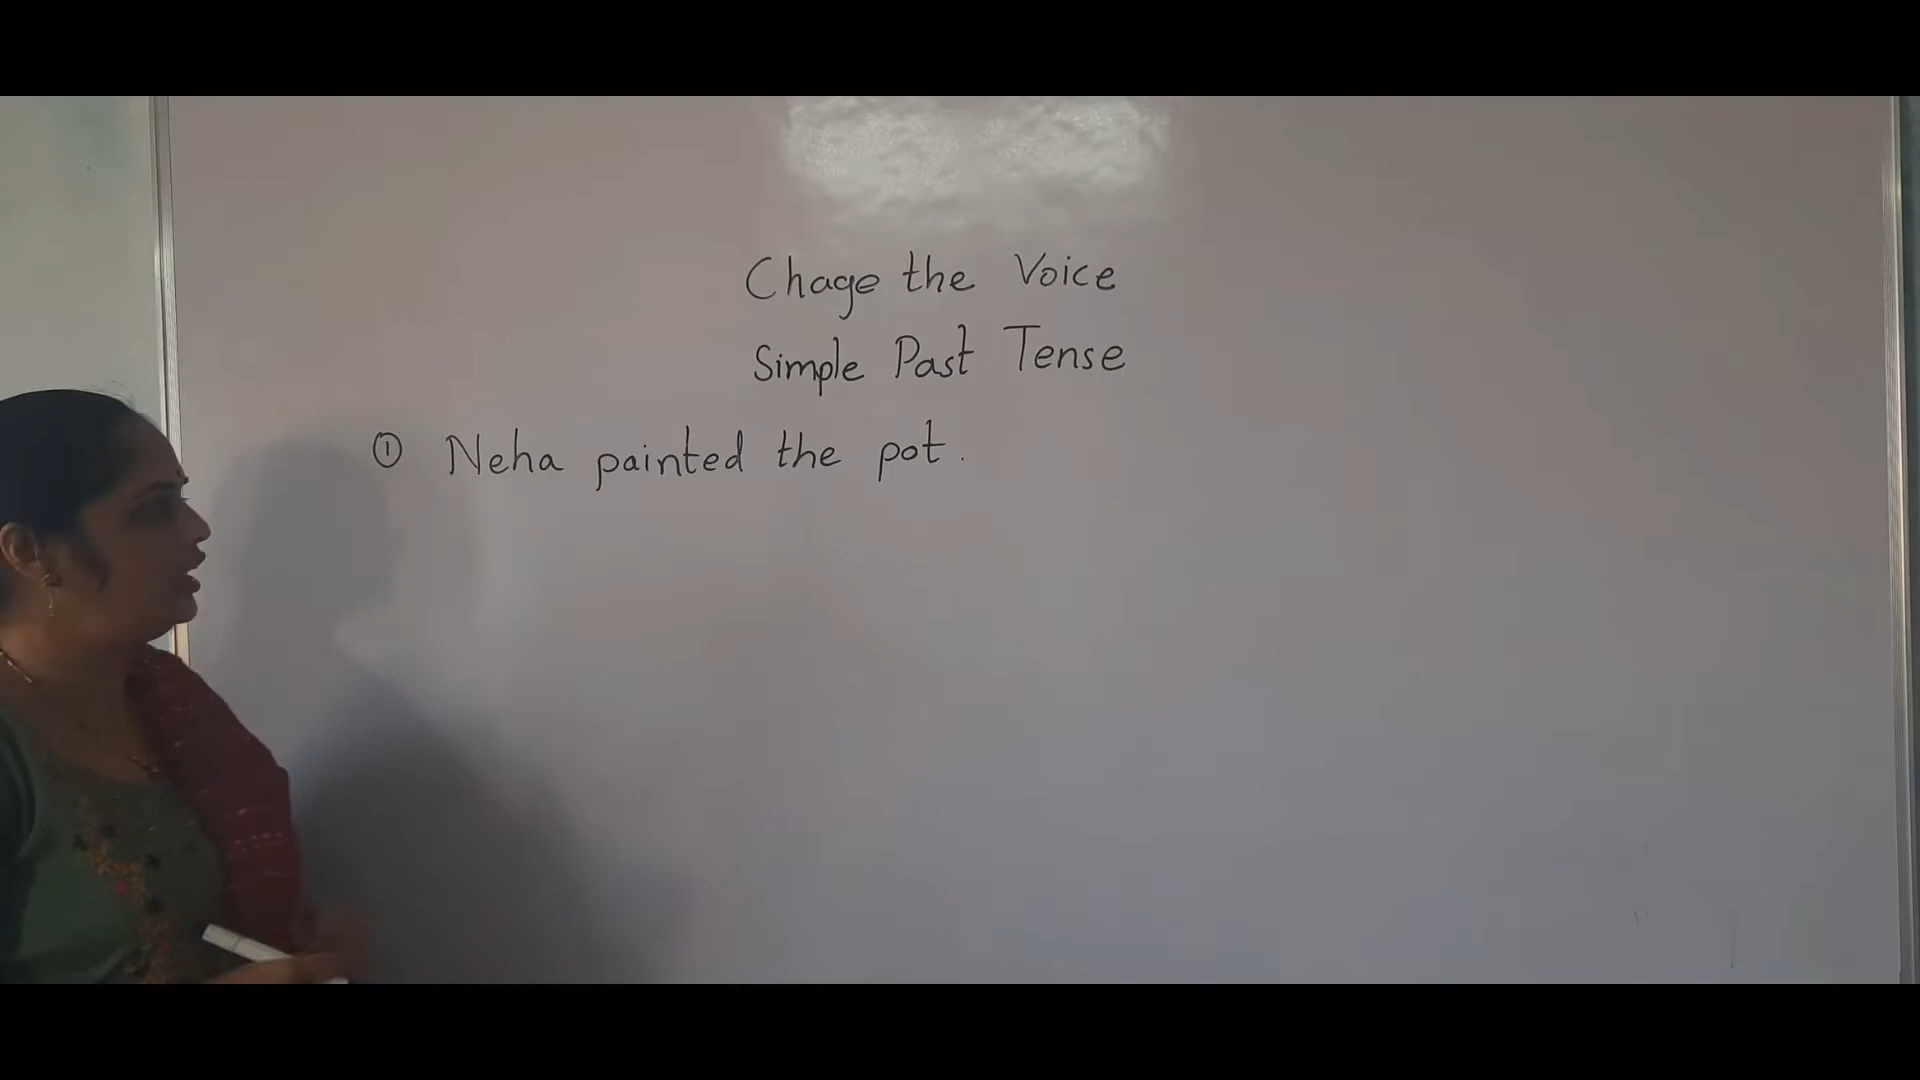 Chage the Voice
Simple Past Tense
① Neha painted the pot.